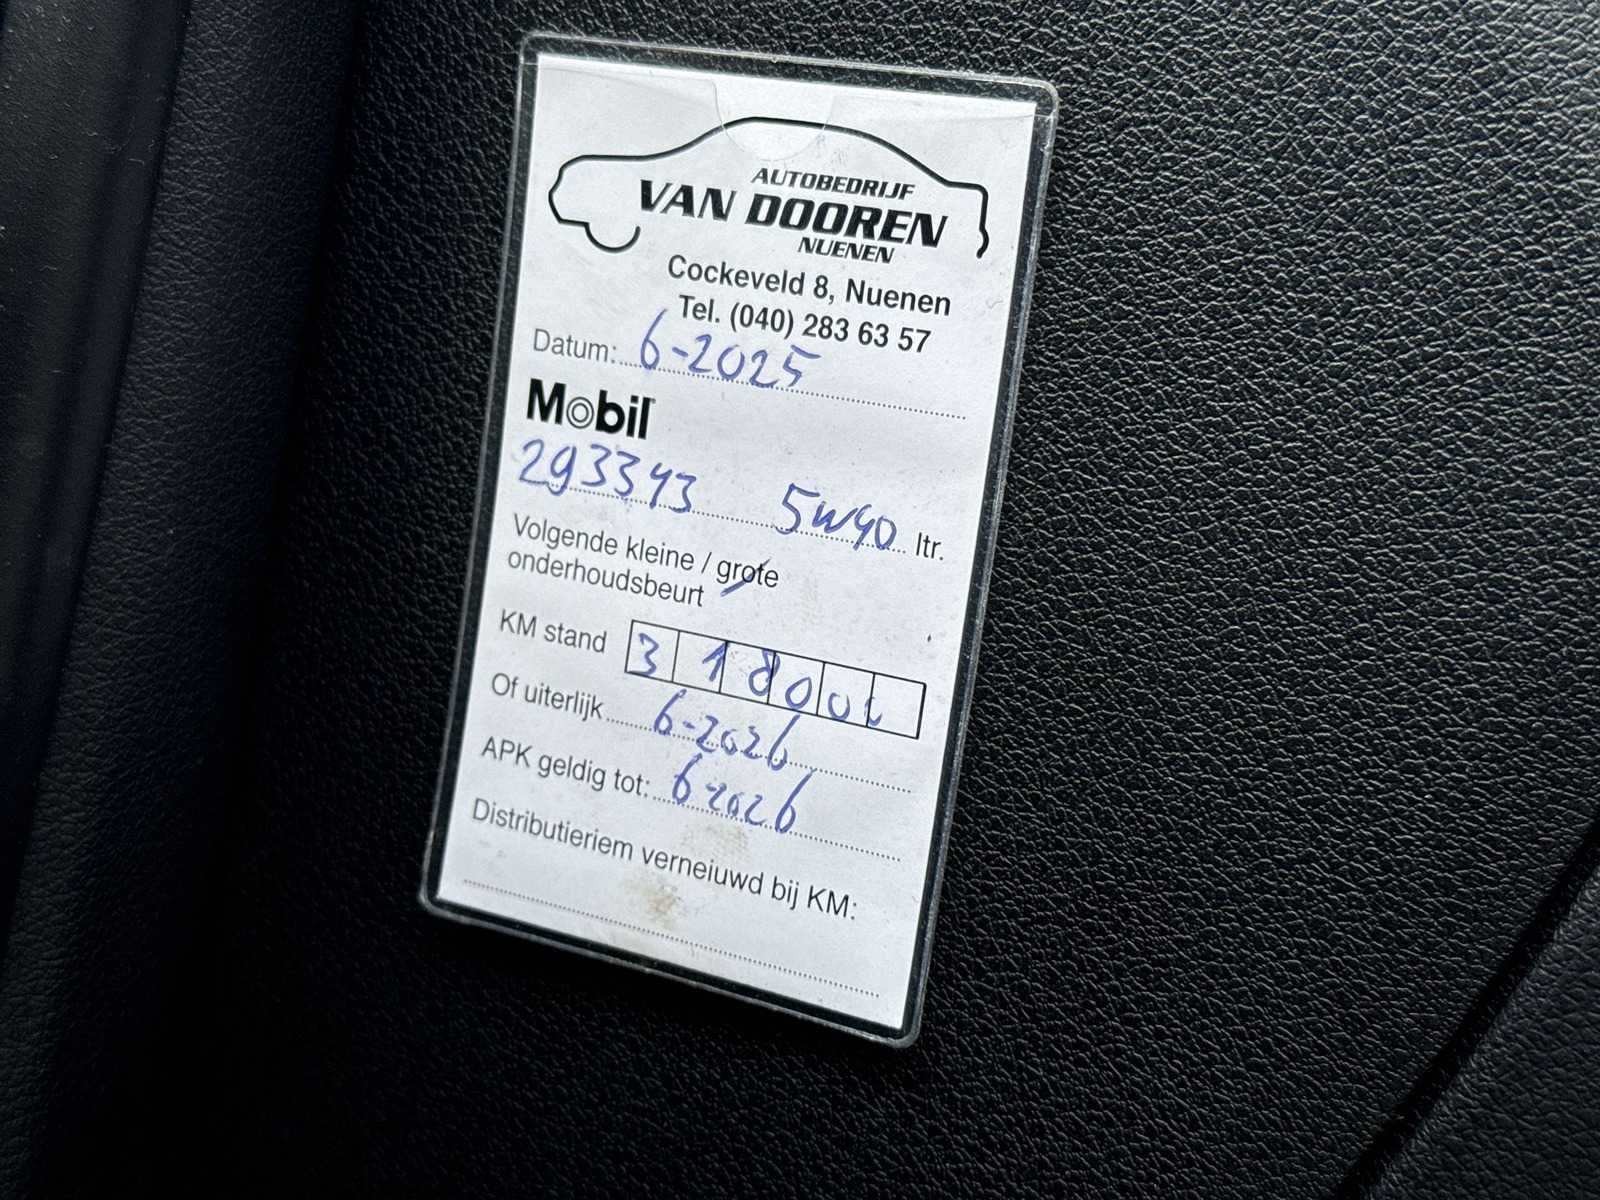 AUTOBEDRIJF
VAN DOOREN
NUENEN
Cockeveld 8, Nuenen
Tel. (040) 283 63 57
Datum: 6-2025
Mobil
293343 5W40 ltr.
Volgende kleine / grote
onderhoudsbeurt
KM stand 318000
Of uiterlijk 6-2026
APK geldig tot: 6 2026
Distributieriem verneiuwd bij KM: